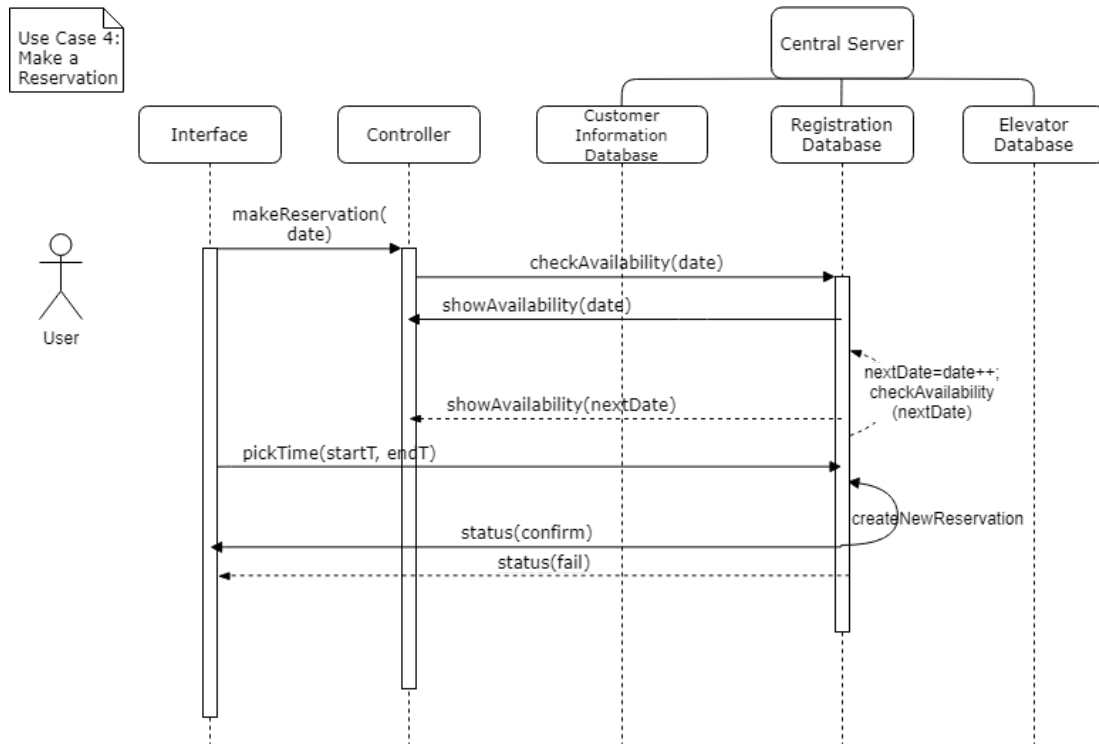 Use Case 4:
Make a
Reservation
Central Server
Interface
Controller
Customer
Information
Database
Registration
Database
Elevator
Database
makeReservation(
date)
checkAvailability(date)
showAvailability(date)
User
nextDate=date++;
checkAvailability
(nextDate)
showAvailability(nextDate)
pickTime(startT, endT)
createNewReservation
status(confirm)
status(fail)